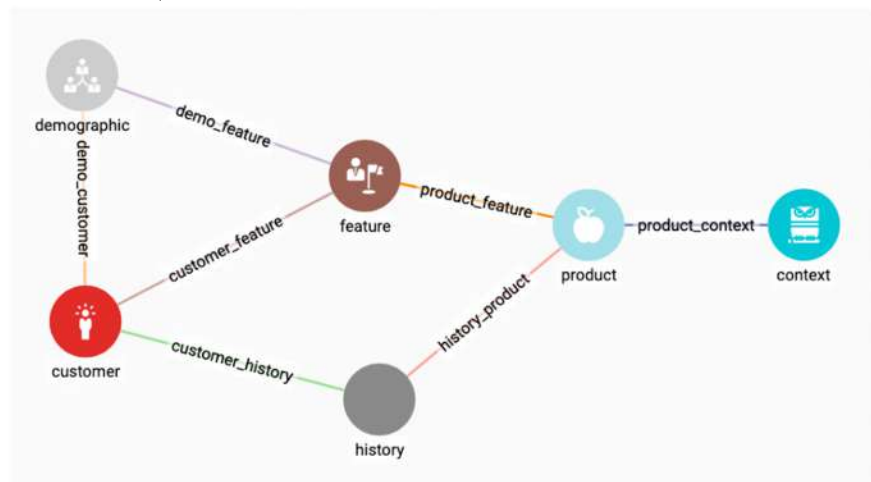 demographic
demo_feature
demo_customer
feature
product_feature
customer_feature
product
product_context
context
history_product
customer
customer_history
history